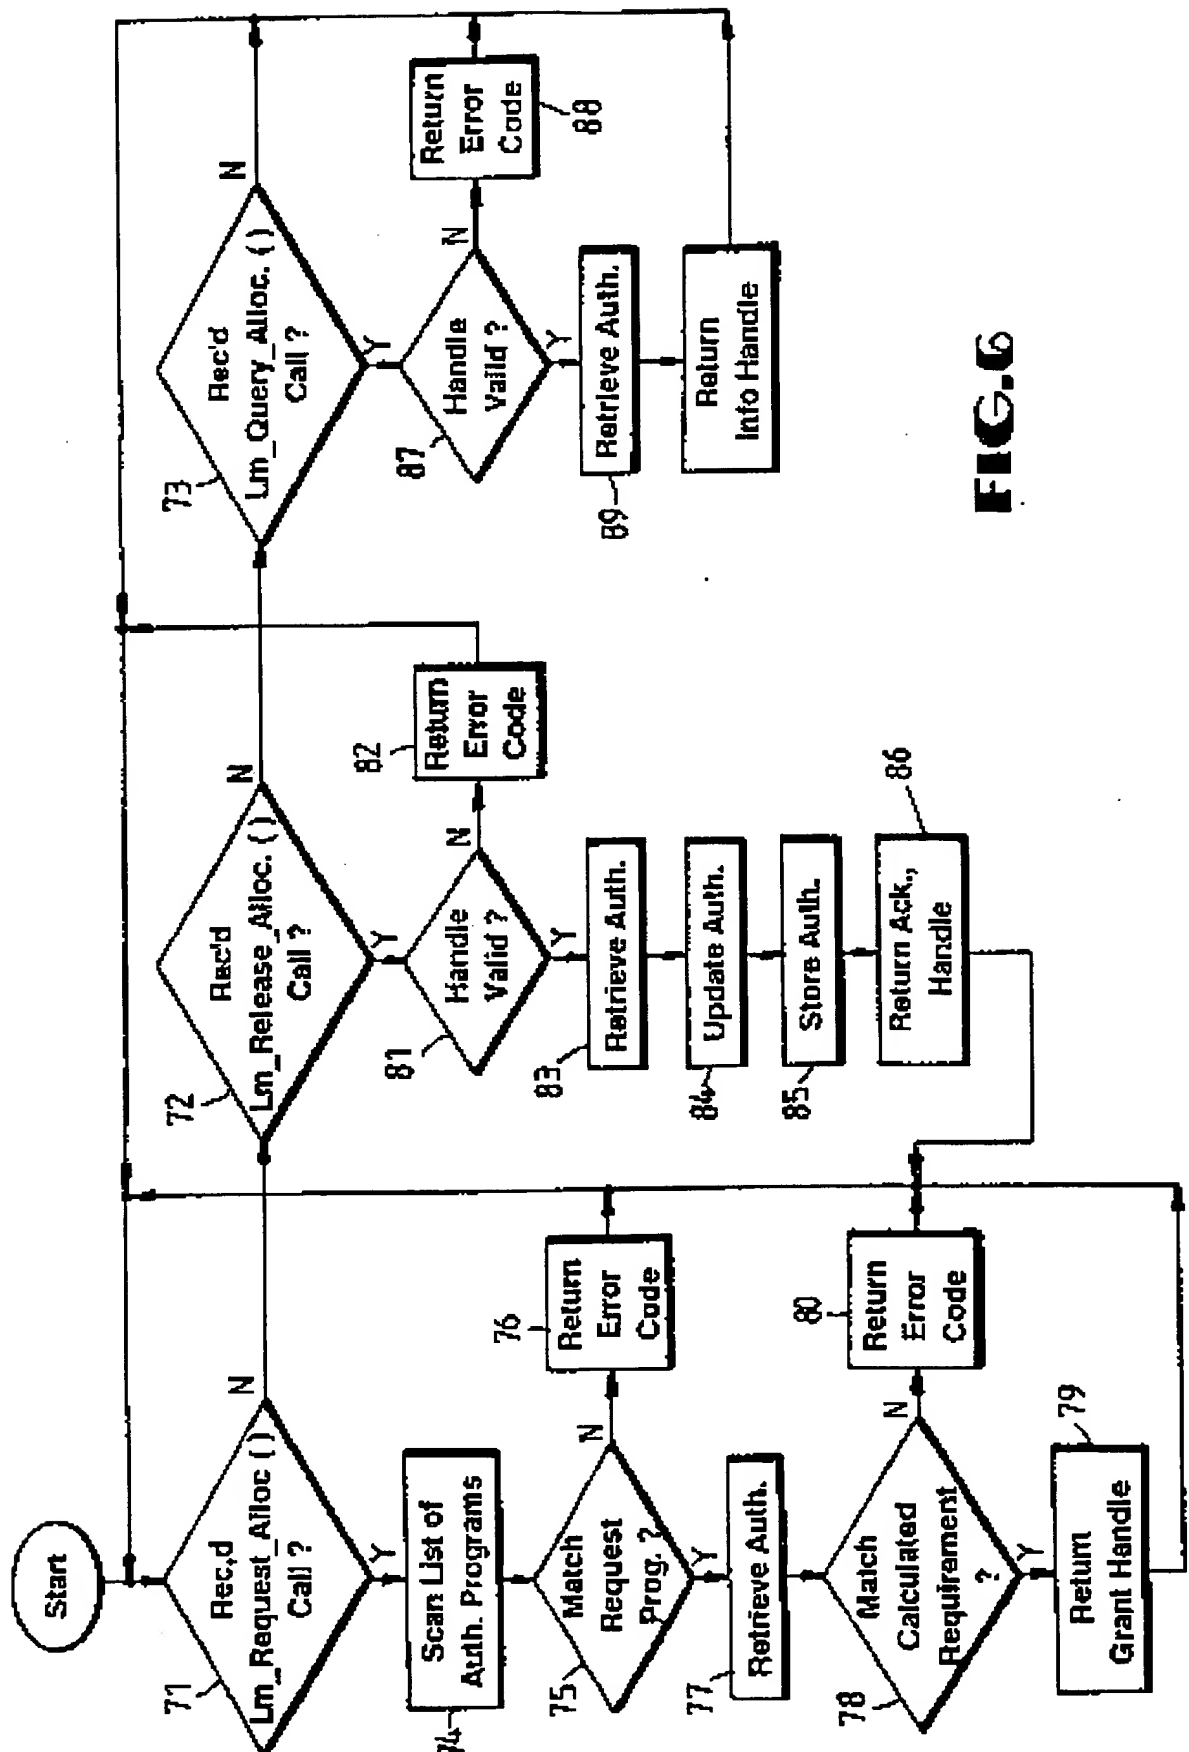 Start
71
Rec,d
Lm_Request_Alloc ()
Call ?
N
Y
74
Scan List of
Auth. Programs
75
Match
Request
Prog. ?
N
Y
76
Return
Error
Code
77
Retrieve Auth.
78
Match
Calculated
Requirement
?
N
Y
80
Return
Error
Code
79
Return
Grant Handle
72
Rec'd
Lm_Release_Alloc. ()
Call ?
N
Y
81
Handle
Valid ?
N
Y
82
Return
Error
Code
83
Retrieve Auth.
84
Update Auth.
85
Store Auth.
86
Return Ack.,
Handle
73
Rec'd
Lm_Query_Alloc. ()
Call ?
N
Y
87
Handle
Vaild ?
N
Y
88
Return
Error
Code
89
Retrieve Auth.
Return
Info Handle
FIG.6